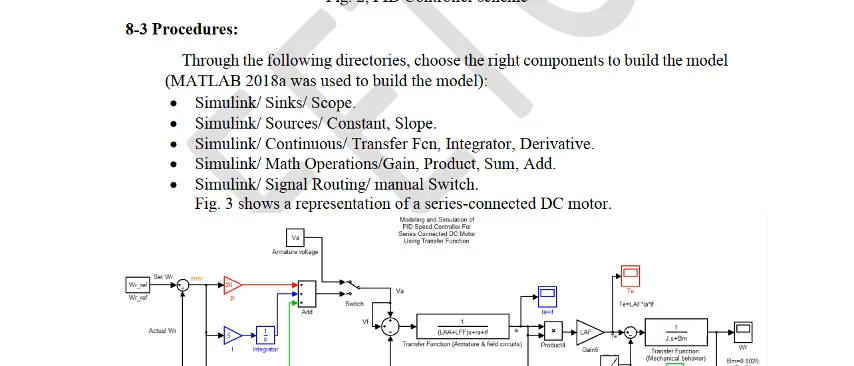 8-3 Procedures:
Through the following directories, choose the right components to build the model
(MATLAB 2018a was used to build the model):
• Simulink/ Sinks/ Scope.
• Simulink/ Sources/ Constant, Slope.
• Simulink/ Continuous/ Transfer Fcn, Integrator, Derivative.
• Simulink/ Math Operations/Gain, Product, Sum, Add.
• Simulink/ Signal Routing/ manual Switch.
Fig. 3 shows a representation of a series-connected DC motor.
Modeling and Simulation of
PID Speed Controller For
Series Connected DC Motor
Using Transfer Function
Va
Armature voltage
Set Wr
error
Wr_ref
Wr_ref
20
P
Add
Switch
Va
Ia=if
Te
Te=LAF*Ia*If
Actual Wr
5
I
1
s
Integrator
Vf
1
(LAA+LFF)s+ra+rf
Transfer Function (Armature & field circuits)
x
Product4
LAF
Gain5
Te
1
J.s+Bm
Transfer Function
(Mechanical behavior)
Wr
Bm=0.0025;